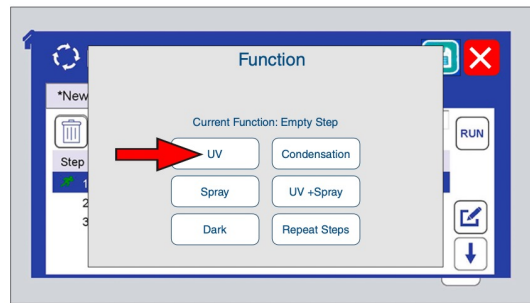 Function
*New
Current Function: Empty Step
RUN
UV
Condensation
Step
Spray
UV +Spray
1
2
3
Dark
Repeat Steps